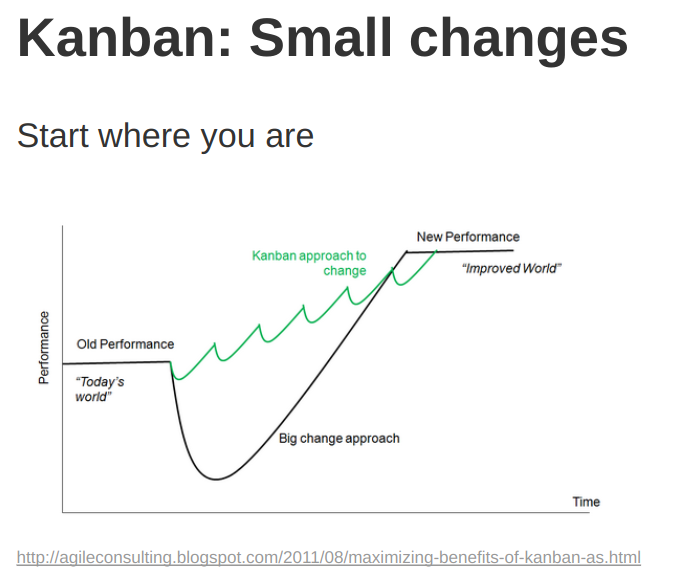 Kanban: Small changes
Start where you are
New Performance
Kanban approach to
change
“Improved World”
Old Performance
Performance
“Today’s
world”
Big change approach
Time
http://agileconsulting.blogspot.com/2011/08/maximizing-benefits-of-kanban-as.html